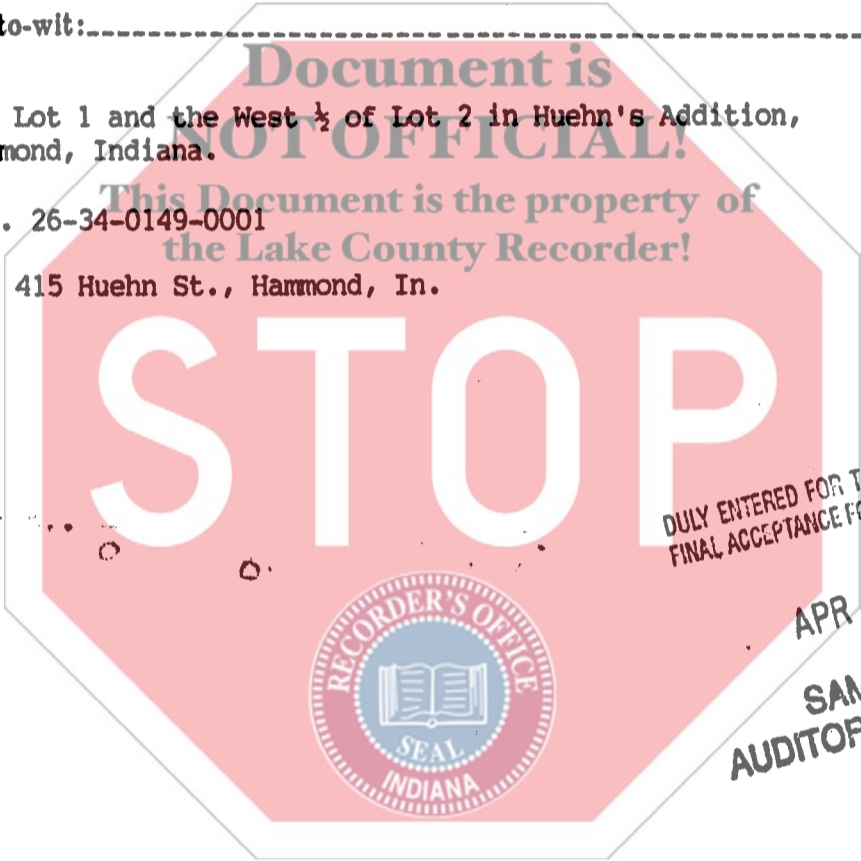 to-wit:
Document is
Lot 1 and the West ½ of Lot 2 in Huehn's Addition,
mond, Indiana.
NOT OFFICIAL!
This Document is the property of
. 26-34-0149-0001
the Lake County Recorder!
415 Huehn St., Hammond, In.
STOP
DULY ENTERED FOR T
FINAL ACCEPTANCE FO
APR
SAM
AUDITOR
RECORDER'S OFFICE
SEAL
INDIANA